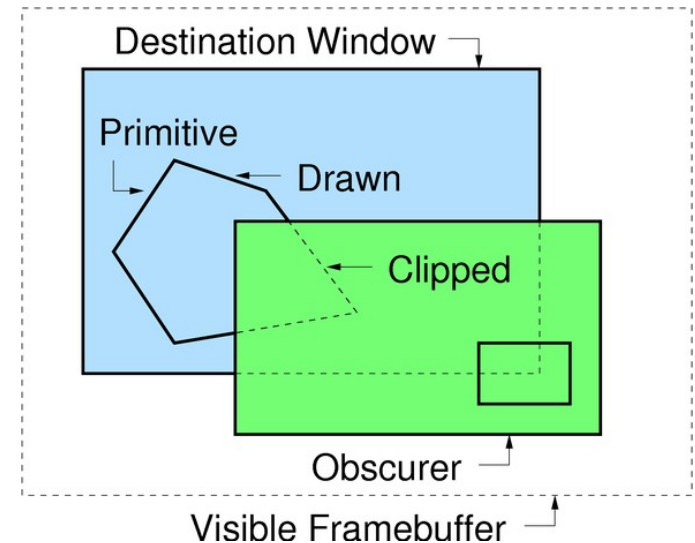 Destination Window
Primitive
Drawn
Clipped
Obscurer
Visible Framebuffer